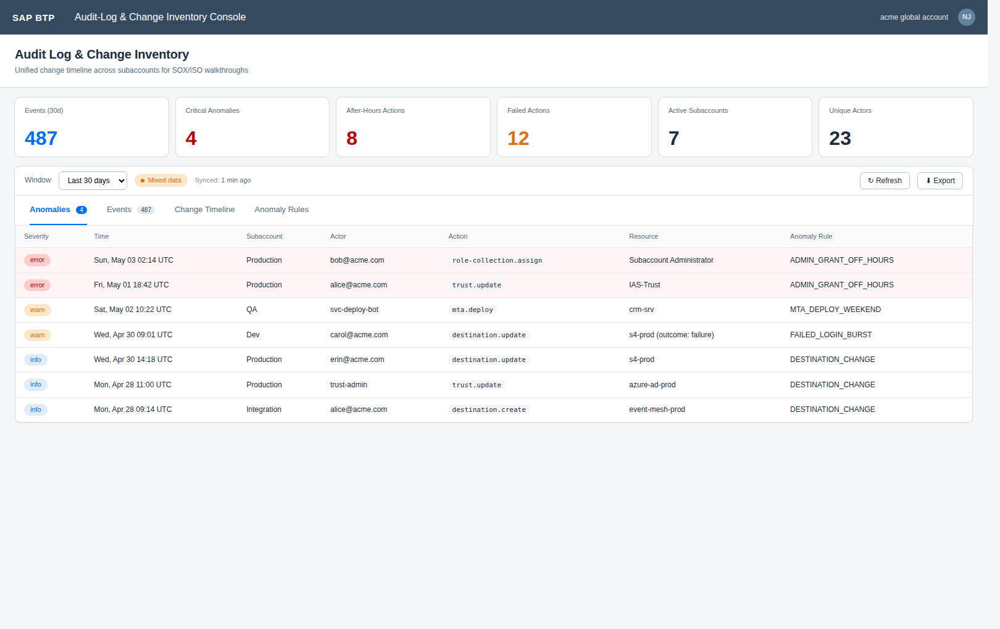 SAP BTP
Audit-Log & Change Inventory Console
acme global account
NJ
Audit Log & Change Inventory
Unified change timeline across subaccounts for SOX/ISO walkthroughs
Events (30d)
487
Critical Anomalies
4
After-Hours Actions
8
Failed Actions
12
Active Subaccounts
7
Unique Actors
23
Window Last 30 days Mixed data Synced: 1 min ago ↻ Refresh ⬇ Export
Anomalies 4 Events 487 Change Timeline Anomaly Rules
Severity Time Subaccount Actor Action Resource Anomaly Rule
error Sun, May 03 02:14 UTC Production bob@acme.com role-collection.assign Subaccount Administrator ADMIN_GRANT_OFF_HOURS
error Fri, May 01 18:42 UTC Production alice@acme.com trust.update IAS-Trust ADMIN_GRANT_OFF_HOURS
warn Sat, May 02 10:22 UTC QA svc-deploy-bot mta.deploy crm-srv MTA_DEPLOY_WEEKEND
warn Wed, Apr 30 09:01 UTC Dev carol@acme.com destination.update s4-prod (outcome: failure) FAILED_LOGIN_BURST
info Wed, Apr 30 14:18 UTC Production erin@acme.com destination.update s4-prod DESTINATION_CHANGE
info Mon, Apr 28 11:00 UTC Production trust-admin trust.update azure-ad-prod DESTINATION_CHANGE
info Mon, Apr 28 09:14 UTC Integration alice@acme.com destination.create event-mesh-prod DESTINATION_CHANGE